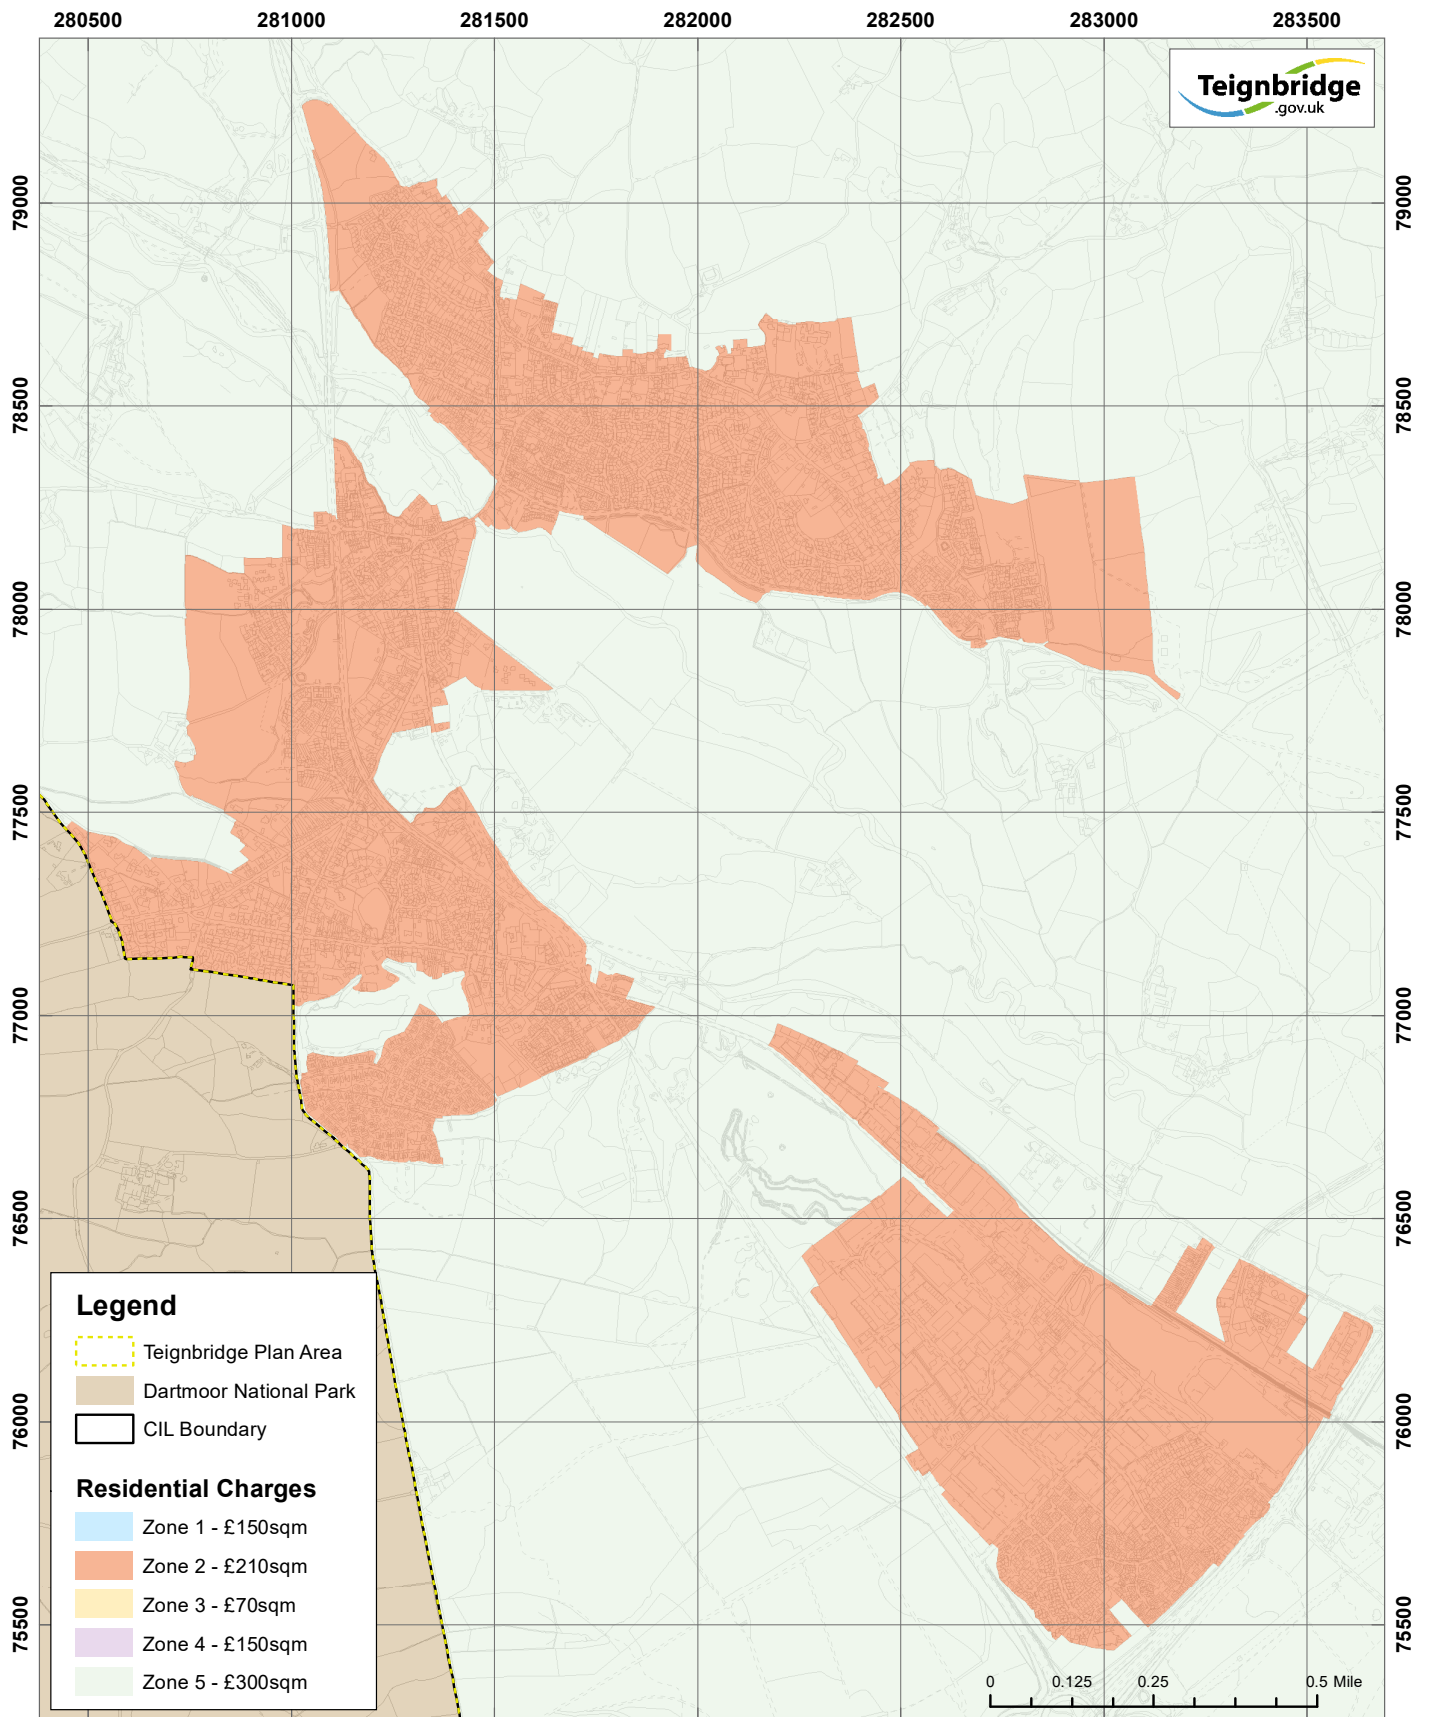 280500 281000 281500 282000 282500 283000 283500
Teignbridge
.gov.uk
79000 79000
78500 78500
78000 78000
77500 77500
77000 77000
76500 76500
76000 76000
75500 75500
Legend
Teignbridge Plan Area
Dartmoor National Park
CIL Boundary
Residential Charges
Zone 1 - £150sqm
Zone 2 - £210sqm
Zone 3 - £70sqm
Zone 4 - £150sqm
Zone 5 - £300sqm
0 0.125 0.25 0.5 Mile